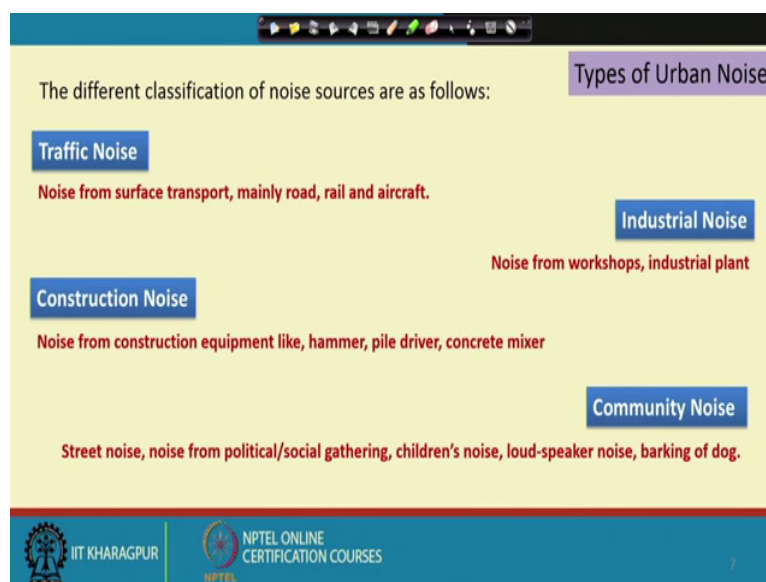 Types of Urban Noise
The different classification of noise sources are as follows:
Traffic Noise
Noise from surface transport, mainly road, rail and aircraft.
Industrial Noise
Noise from workshops, industrial plant
Construction Noise
Noise from construction equipment like, hammer, pile driver, concrete mixer
Community Noise
Street noise, noise from political/social gathering, children's noise, loud-speaker noise, barking of dog.
IIT KHARAGPUR
NPTEL ONLINE
CERTIFICATION COURSES
NPTEL
7